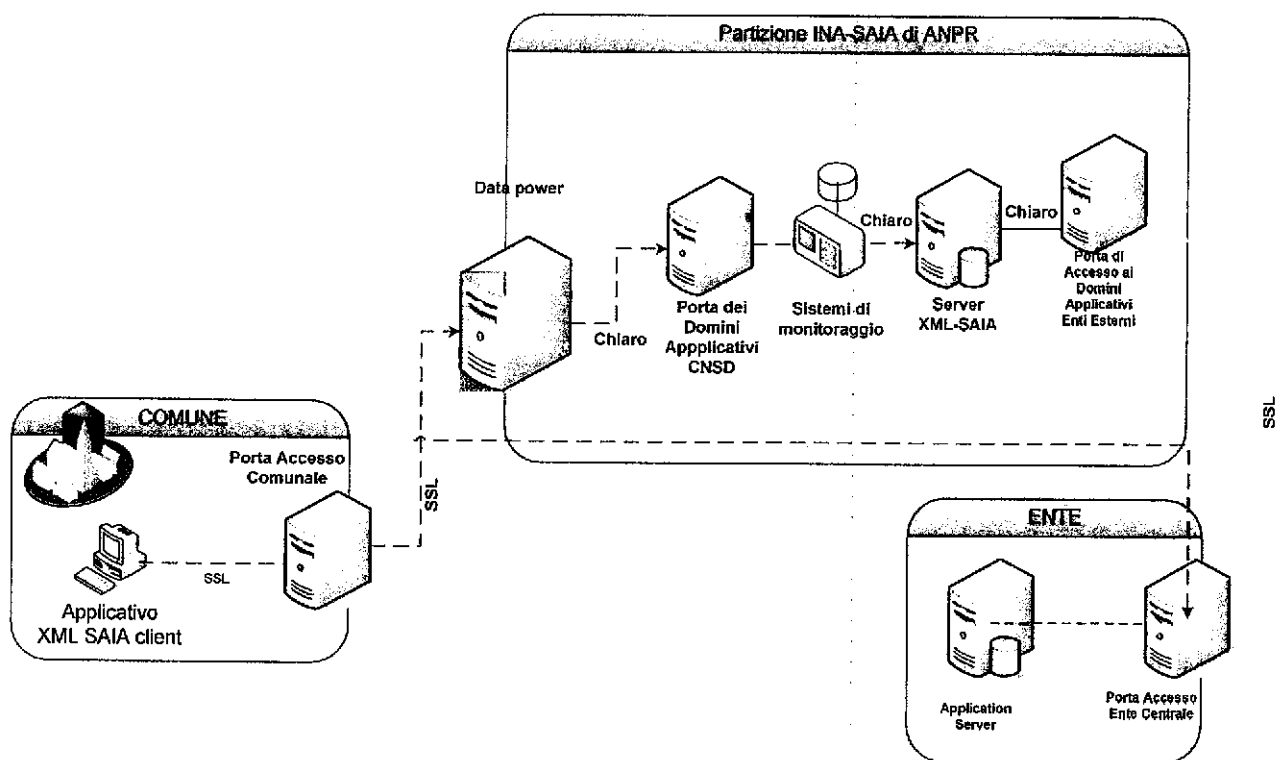 Partizione INA-SAIA di ANPR
Data power
Chiaro
Porta dei
Domini
Appplicativi
CNSD
Sistemi di
monitoraggio
Chiaro
Server
XML-SAIA
Chiaro
Porta di
Accesso ai
Domini
Applicativi
Enti Esterni
SSL
COMUNE
Porta Accesso
Comunale
SSL
SSL
Applicativo
XML SAIA client
ENTE
Application
Server
Porta Accesso
Ente Centrale